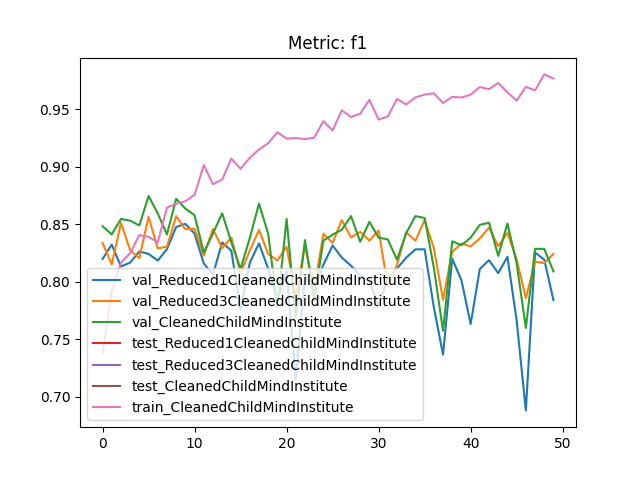 Metric: f1
0.95
0.90
0.85
0.80
0.75
0.70
val_Reduced1CleanedChildMindInstitute
val_Reduced3CleanedChildMindInstitute
val_CleanedChildMindInstitute
test_Reduced1CleanedChildMindInstitute
test_Reduced3CleanedChildMindInstitute
test_CleanedChildMindInstitute
train_CleanedChildMindInstitute
0 10 20 30 40 50